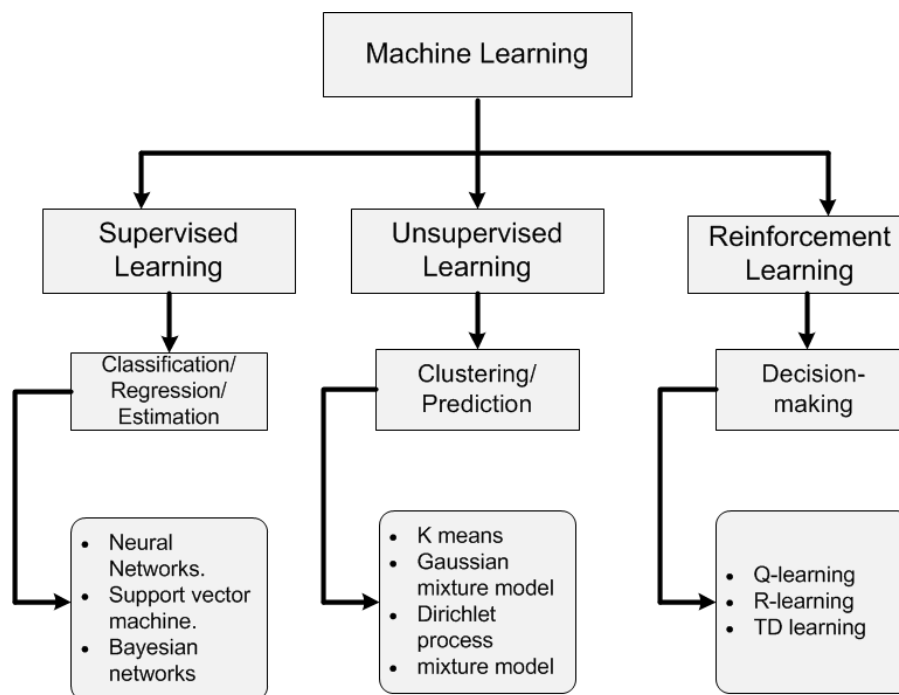 Machine Learning
Supervised
Learning
Unsupervised
Learning
Reinforcement
Learning
Classification/
Regression/
Estimation
Clustering/
Prediction
Decision-
making
• Neural
Networks.
• Support vector
machine.
• Bayesian
networks
• K means
• Gaussian
mixture model
• Dirichlet
process
• mixture model
• Q-learning
• R-learning
• TD learning